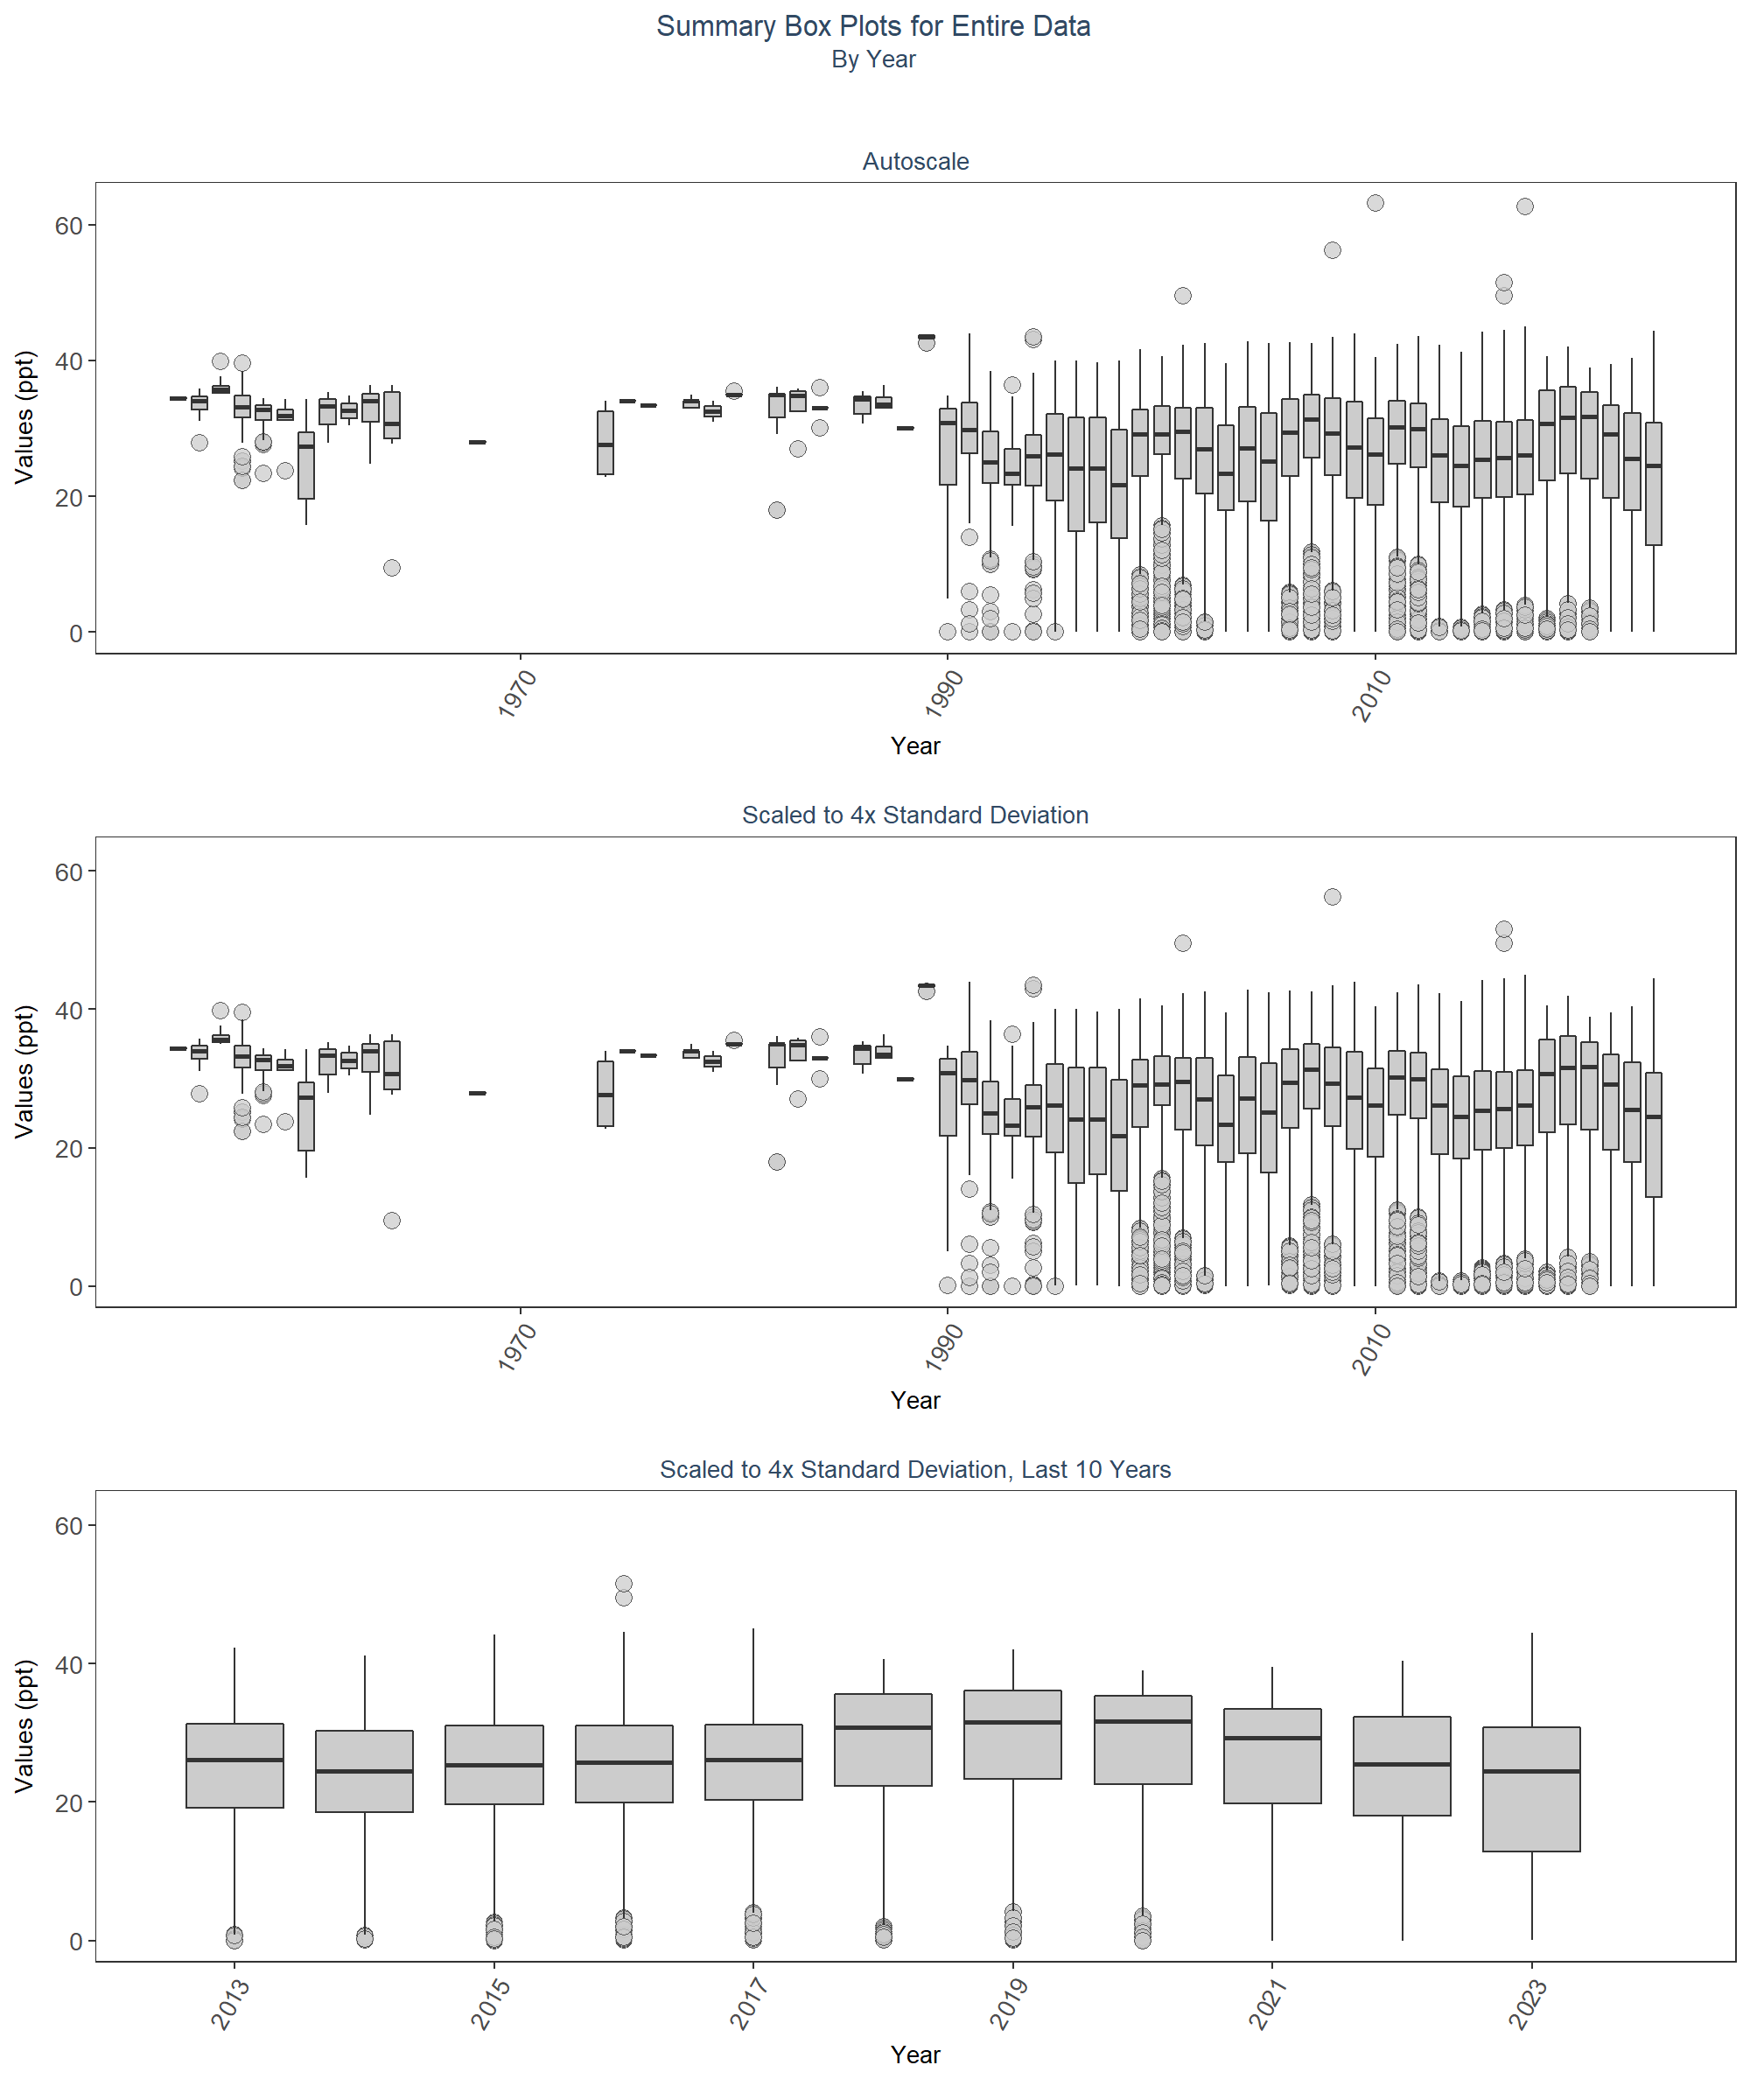 Summary Box Plots for Entire Data
By Year
Autoscale
Values (ppt)
60
40
20
0
1970
1990
2010
Year
Scaled to 4x Standard Deviation
Values (ppt)
60
40
20
0
1970
1990
2010
Year
Scaled to 4x Standard Deviation, Last 10 Years
Values (ppt)
60
40
20
0
2013
2015
2017
2019
2021
2023
Year